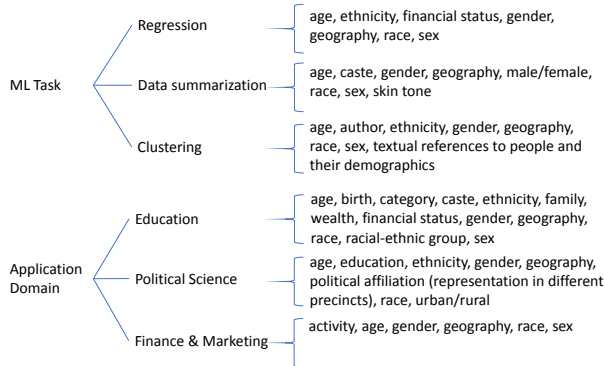 Regression
age, ethnicity, financial status, gender,
geography, race, sex
ML Task
Data summarization
age, caste, gender, geography, male/female,
race, sex, skin tone
Clustering
age, author, ethnicity, gender, geography,
race, sex, textual references to people and
their demographics
Education
age, birth, category, caste, ethnicity, family,
wealth, financial status, gender, geography,
race, racial-ethnic group, sex
Application
Domain
Political Science
age, education, ethnicity, gender, geography,
political affiliation (representation in different
precincts), race, urban/rural
Finance & Marketing
activity, age, gender, geography, race, sex